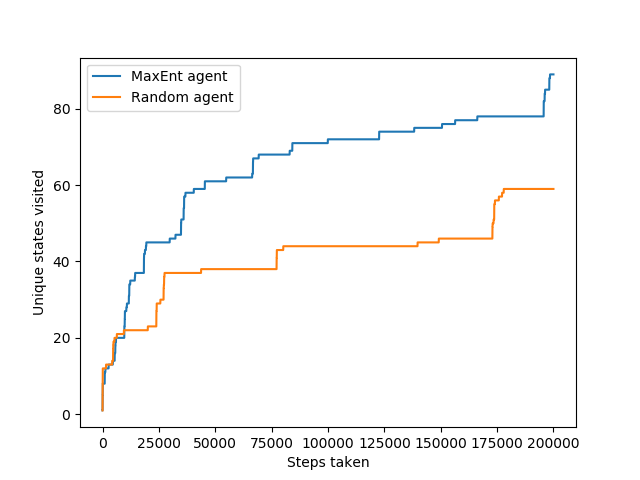 MaxEnt agent
Random agent
80
60
40
20
0
Unique states visited
0 25000 50000 75000 100000 125000 150000 175000 200000
Steps taken